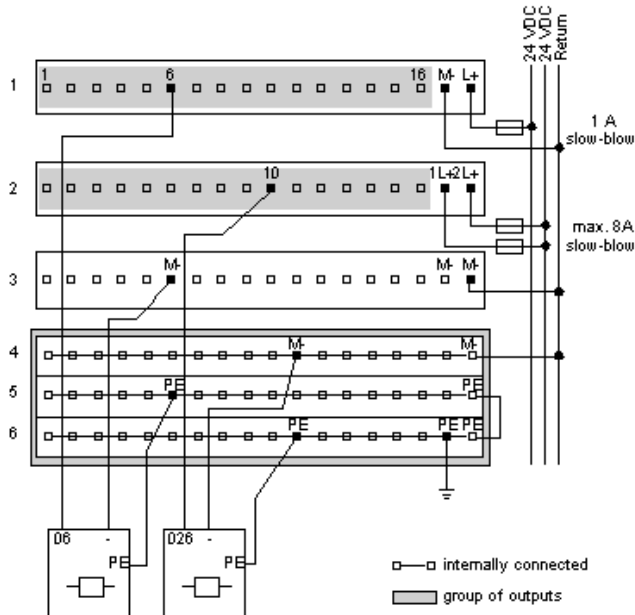 24 VDC
24 VDC
Return
1 1 6 16 M- L+
1 A
slow-blow
2 10 1L+2L+
max. 8A
slow-blow
3 M- M- M-
4 M- M-
5 PE PE
6 PE PE PE
06 - 026 -
PE PE
internally connected
group of outputs